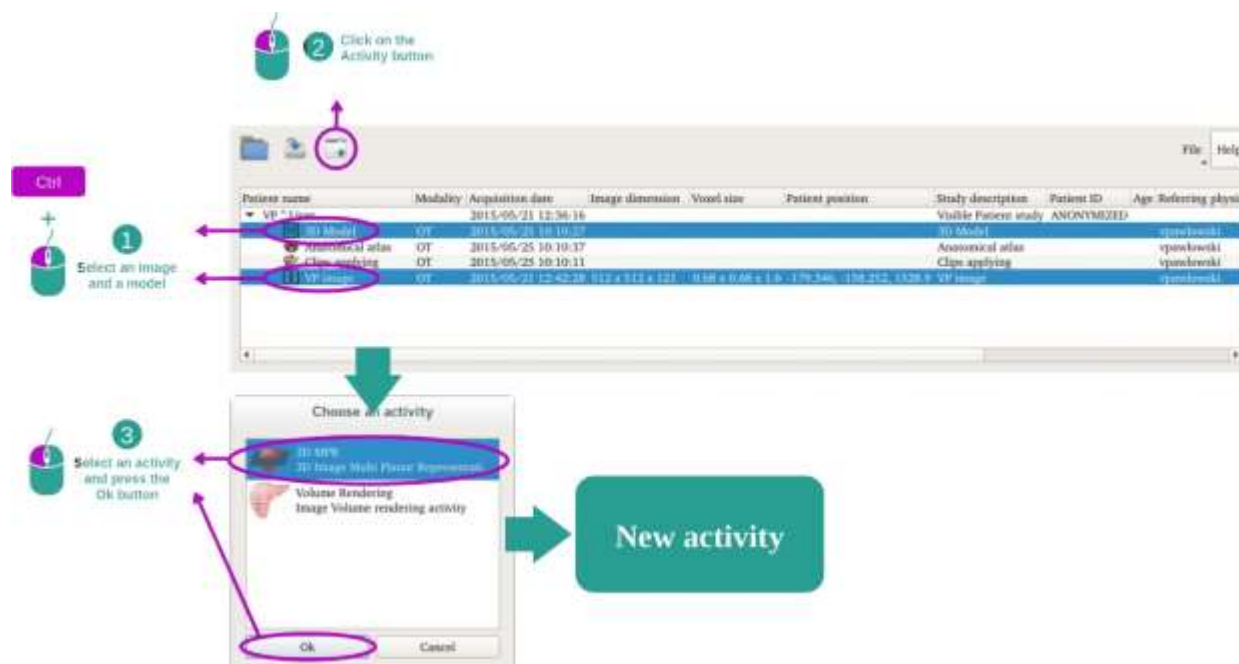 2 Click on the
Activity button
File Help
Ctrl
+
1
Select an image
and a model
Patient name Modality Acquisition date Image dimension Voxel size Patient position Study description Patient ID Age Referring physi
VP 2015/05/21 12:36:16 Visible Patient study ANONYMIZED
3D Model OT 2015/05/25 10:10:27 3D Model vpawlowski
Anatomical atlas OT 2015/05/25 10:10:37 Anatomical atlas vpawlowski
Clips applying OT 2015/05/25 10:10:11 Clips applying vpawlowski
VP image OT 2015/05/21 12:42:28 512 x 512 x 121 VP image vpawlowski
Choose an activity
3
Select an activity
and press the
Ok button
3D Image Multi Planar
Volume Rendering
Image Volume rendering activity
New activity
Ok Cancel